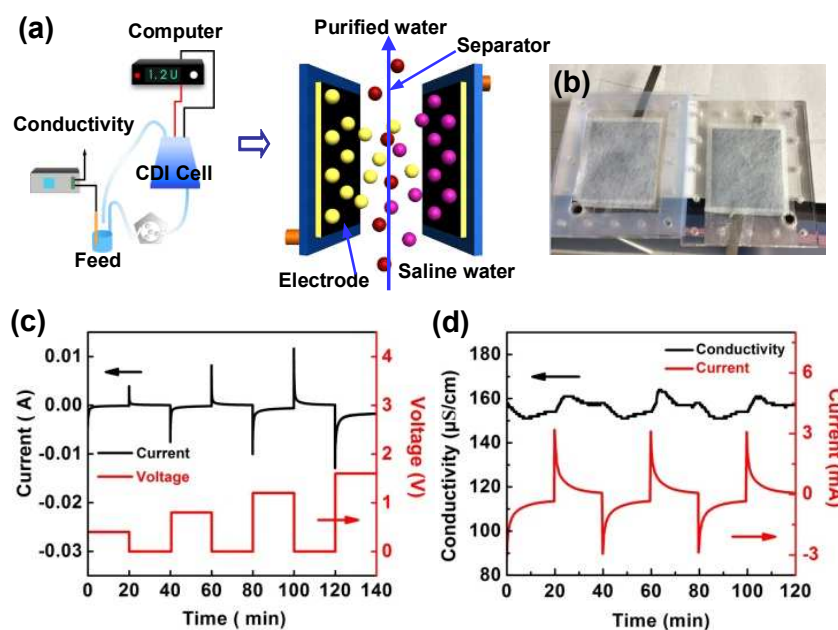 (a)
Computer
1.2U
Conductivity
CDI Cell
Feed
Purified water
Separator
Electrode
Saline water
(b)
(c)
0.01
0.00
-0.01
-0.02
-0.03
Current ( A)
4
3
2
1
0
Voltage (V)
Current
Voltage
0 20 40 60 80 100 120 140
Time ( min)
(d)
180
160
140
120
100
80
Conductivity (µS/cm)
6
3
0
-3
Current (mA)
Conductivity
Current
0 20 40 60 80 100 120
Time (min)